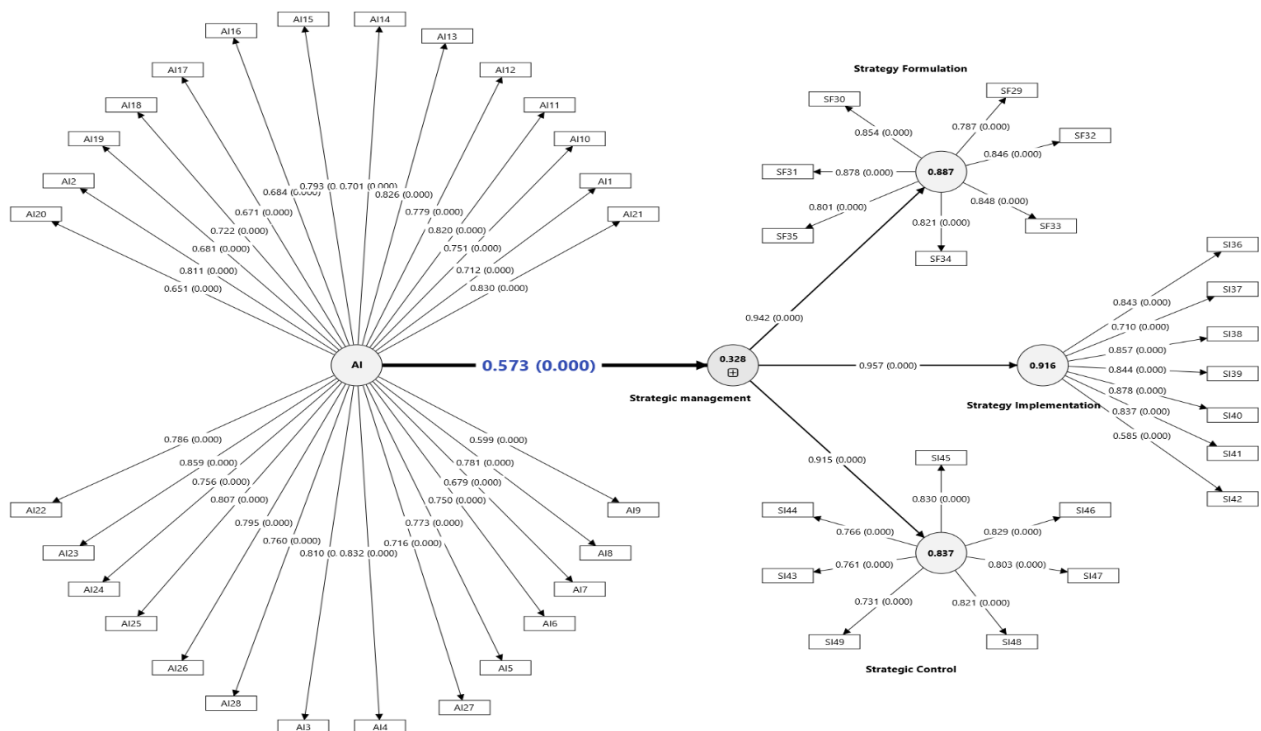 AI15
AI14
AI16
AI13
AI17
AI12
AI18
AI11
AI19
AI10
AI2
AI1
AI20
AI21
0.684 (0.000)
0.793 (0.
0.701 (0.000)
0.826 (0.000)
0.671 (0.000)
0.779 (0.000)
0.722 (0.000)
0.820 (0.000)
0.681 (0.000)
0.751 (0.000)
0.811 (0.000)
0.712 (0.000)
0.651 (0.000)
0.830 (0.000)
AI
0.573 (0.000)
0.328
Strategic management
0.786 (0.000)
0.599 (0.000)
0.859 (0.000)
0.781 (0.000)
0.756 (0.000)
0.679 (0.000)
0.807 (0.000)
0.750 (0.000)
0.795 (0.000)
0.773 (0.000)
0.760 (0.000)
0.716 (0.000)
0.810 (0.
0.832 (0.000)
AI22
AI9
AI23
AI8
AI24
AI7
AI25
AI6
AI26
AI5
AI28
AI27
AI3
AI4
Strategy Formulation
SF30
SF29
0.854 (0.000)
0.787 (0.000)
SF32
0.846 (0.000)
SF31
0.878 (0.000)
0.887
0.801 (0.000)
0.848 (0.000)
SF35
0.821 (0.000)
SF33
SF34
0.942 (0.000)
0.957 (0.000)
0.915 (0.000)
0.916
Strategy Implementation
SI36
0.843 (0.000)
SI37
0.710 (0.000)
SI38
0.857 (0.000)
SI39
0.844 (0.000)
SI40
0.878 (0.000)
SI41
0.837 (0.000)
SI42
0.585 (0.000)
SI45
0.830 (0.000)
SI44
SI46
0.766 (0.000)
0.829 (0.000)
0.837
SI43
0.761 (0.000)
0.803 (0.000)
SI47
0.731 (0.000)
0.821 (0.000)
SI49
SI48
Strategic Control